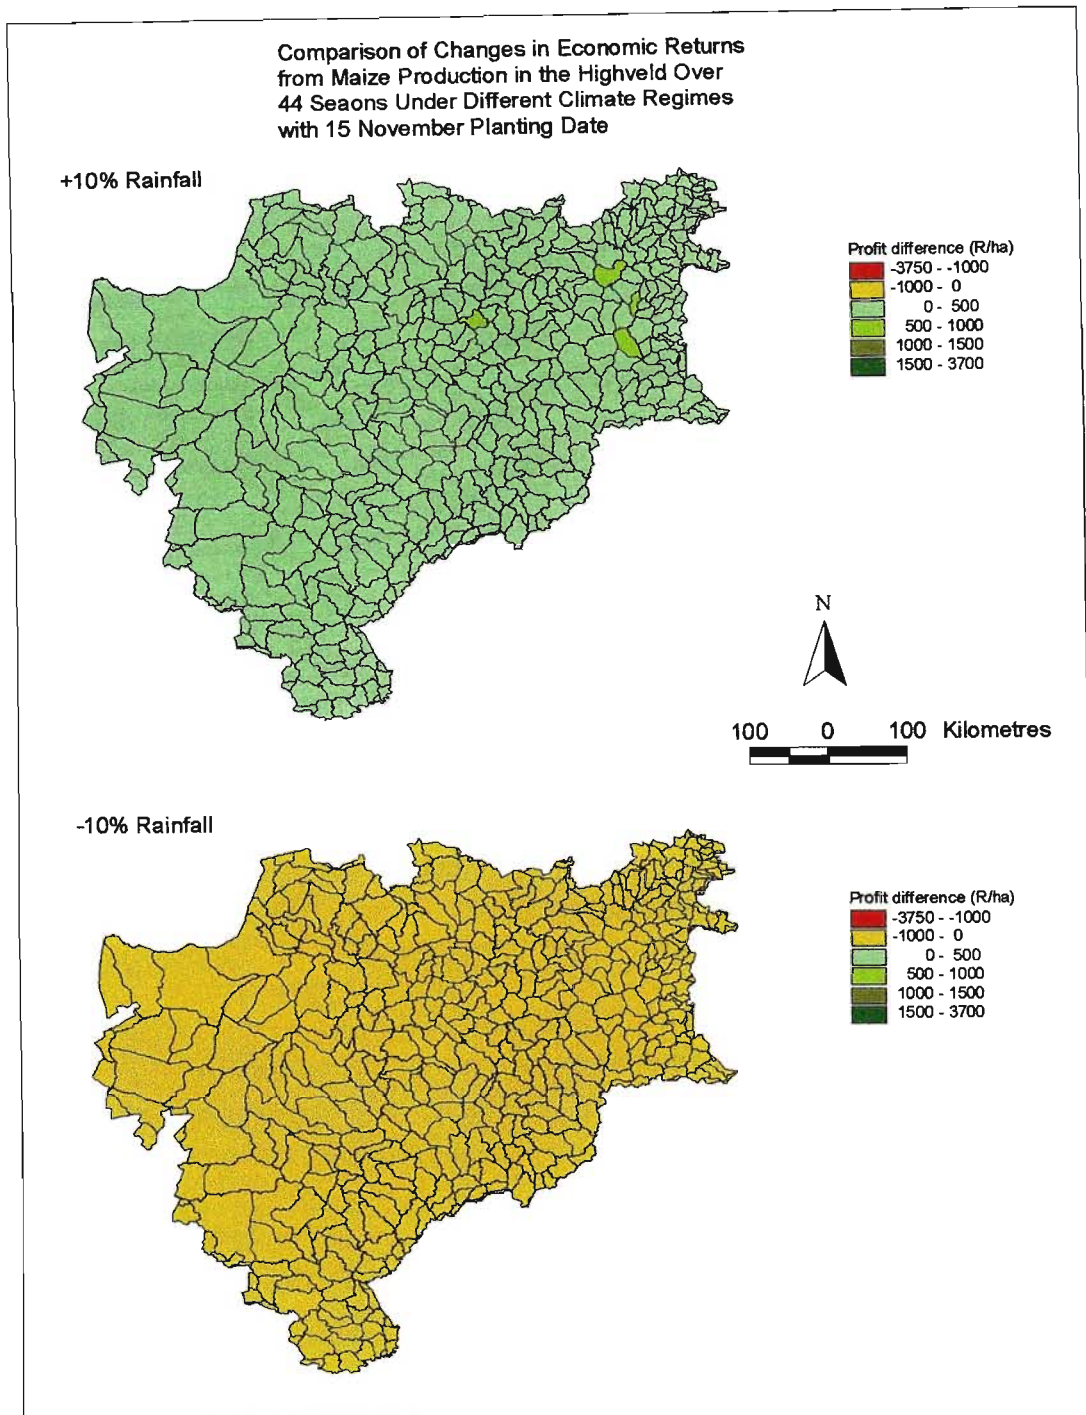 Comparison of Changes in Economic Returns
from Maize Production in the Highveld Over
44 Seaons Under Different Climate Regimes
with 15 November Planting Date
+10% Rainfall
Profit difference (R/ha)
-3750 - -1000
-1000 - 0
0 - 500
500 - 1000
1000 - 1500
1500 - 3700
N
100 0 100 Kilometres
-10% Rainfall
Profit difference (R/ha)
-3750 - -1000
-1000 - 0
0 - 500
500 - 1000
1000 - 1500
1500 - 3700